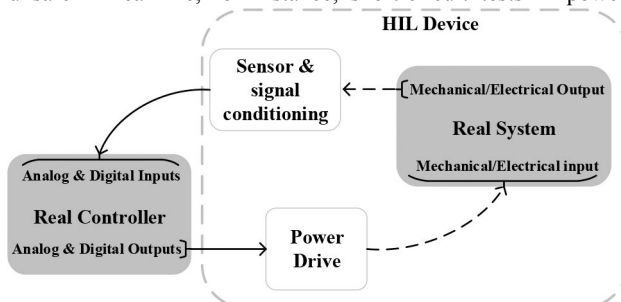 HIL Device
Sensor &
signal
conditioning
Mechanical/Electrical Output
Real System
Mechanical/Electrical input
Analog & Digital Inputs
Real Controller
Analog & Digital Outputs
Power
Drive